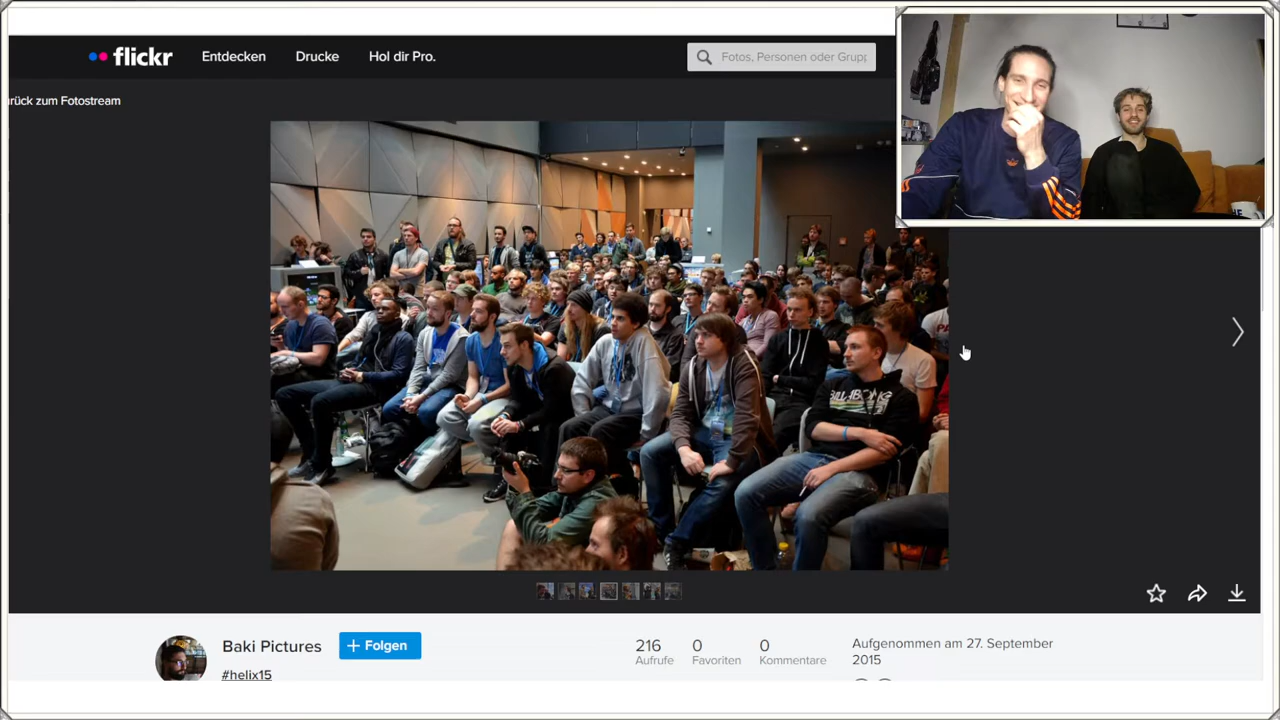 flickr
Entdecken
Drucke
Hol dir Pro.
Fotos, Personen oder Grupp
rück zum Fotostream
BILLABONG
Baki Pictures
+ Folgen
#helix15
216
Aufrufe
0
Favoriten
0
Kommentare
Aufgenommen am 27. September
2015